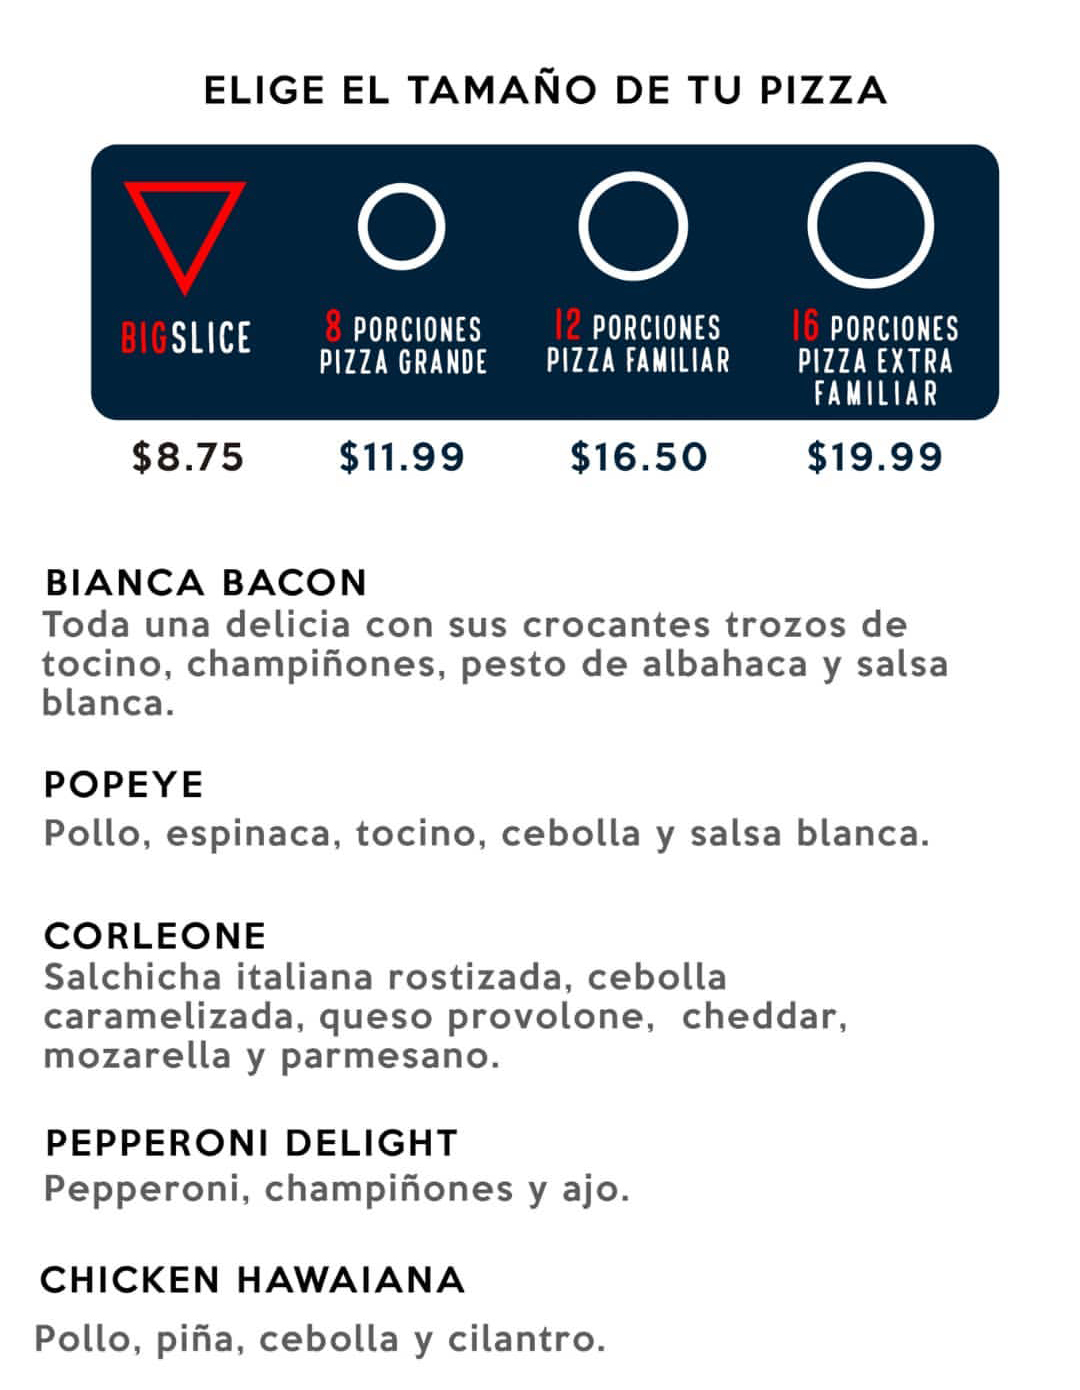 ELIGE EL TAMAÑO DE TU PIZZA
BIGSLICE
8 PORCIONES
PIZZA GRANDE
12 PORCIONES
PIZZA FAMILIAR
16 PORCIONES
PIZZA EXTRA
FAMILIAR
$8.75
$11.99
$16.50
$19.99
BIANCA BACON
Toda una delicia con sus crocantes trozos de
tocino, champiñones, pesto de albahaca y salsa
blanca.
POPEYE
Pollo, espinaca, tocino, cebolla y salsa blanca.
CORLEONE
Salchicha italiana rostizada, cebolla
caramelizada, queso provolone,  cheddar,
mozarella y parmesano.
PEPPERONI DELIGHT
Pepperoni, champiñones y ajo.
CHICKEN HAWAIANA
Pollo, piña, cebolla y cilantro.